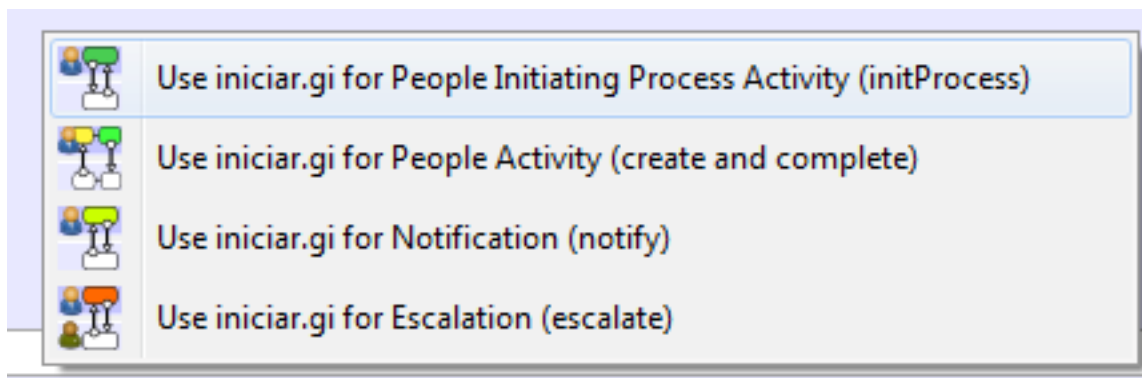 Use iniciar.gi for People Initiating Process Activity (initProcess)
Use iniciar.gi for People Activity (create and complete)
Use iniciar.gi for Notification (notify)
Use iniciar.gi for Escalation (escalate)